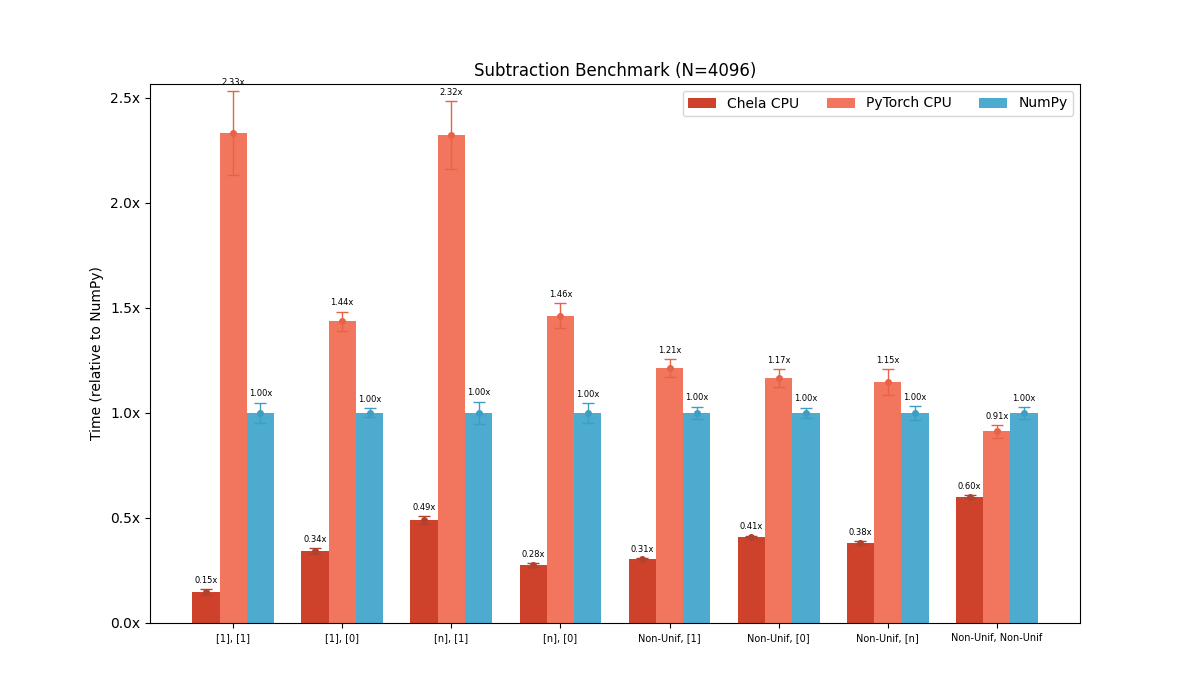 Subtraction Benchmark (N=4096)
Chela CPU PyTorch CPU NumPy
Time (relative to NumPy)
2.5x
2.0x
1.5x
1.0x
0.5x
0.0x
0.15x 2.33x 1.00x
0.34x 1.44x 1.00x
0.49x 2.32x 1.00x
0.28x 1.46x 1.00x
0.31x 1.21x 1.00x
0.41x 1.17x 1.00x
0.38x 1.15x 1.00x
0.60x 0.91x 1.00x
[1], [1] [1], [0] [n], [1] [n], [0] Non-Unif, [1] Non-Unif, [0] Non-Unif, [n] Non-Unif, Non-Unif